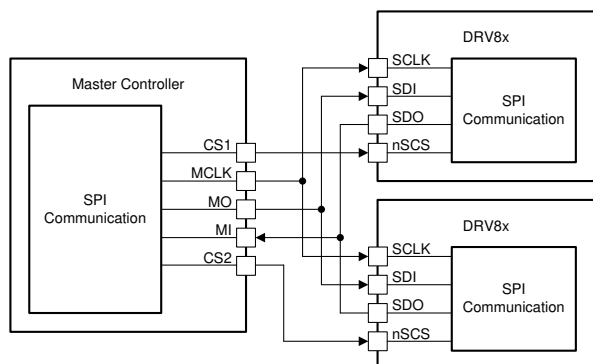 Master Controller
SPI
Communication
CS1
MCLK
MO
MI
CS2
DRV8x
SCLK
SDI
SDO
nSCS
SPI
Communication
DRV8x
SCLK
SDI
SDO
nSCS
SPI
Communication